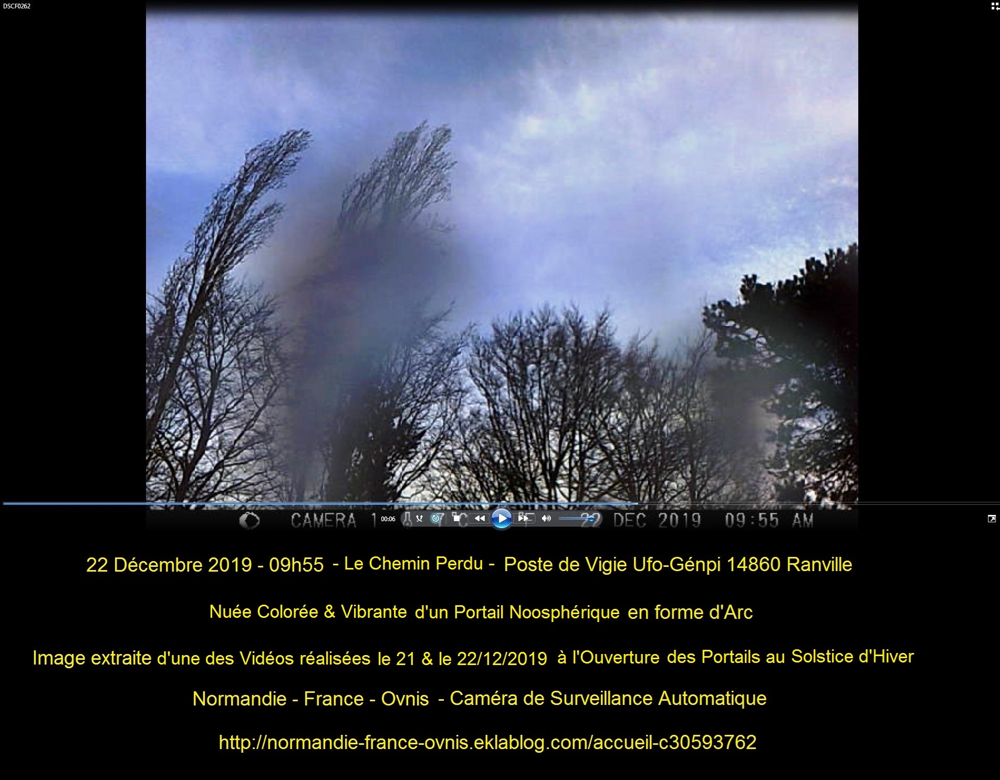 DSCF0262
CAMERA 1 00:06 7 °C °F 22 DEC 2019 09:55 AM
22 Décembre 2019 - 09h55 - Le Chemin Perdu - Poste de Vigie Ufo-Génpi 14860 Ranville
Nuée Colorée & Vibrante d'un Portail Noosphérique en forme d'Arc
Image extraite d'une des Vidéos réalisées le 21 & le 22/12/2019 à l'Ouverture des Portails au Solstice d'Hiver
Normandie - France - Ovnis - Caméra de Surveillance Automatique
http://normandie-france-ovnis.eklablog.com/accueil-c30593762